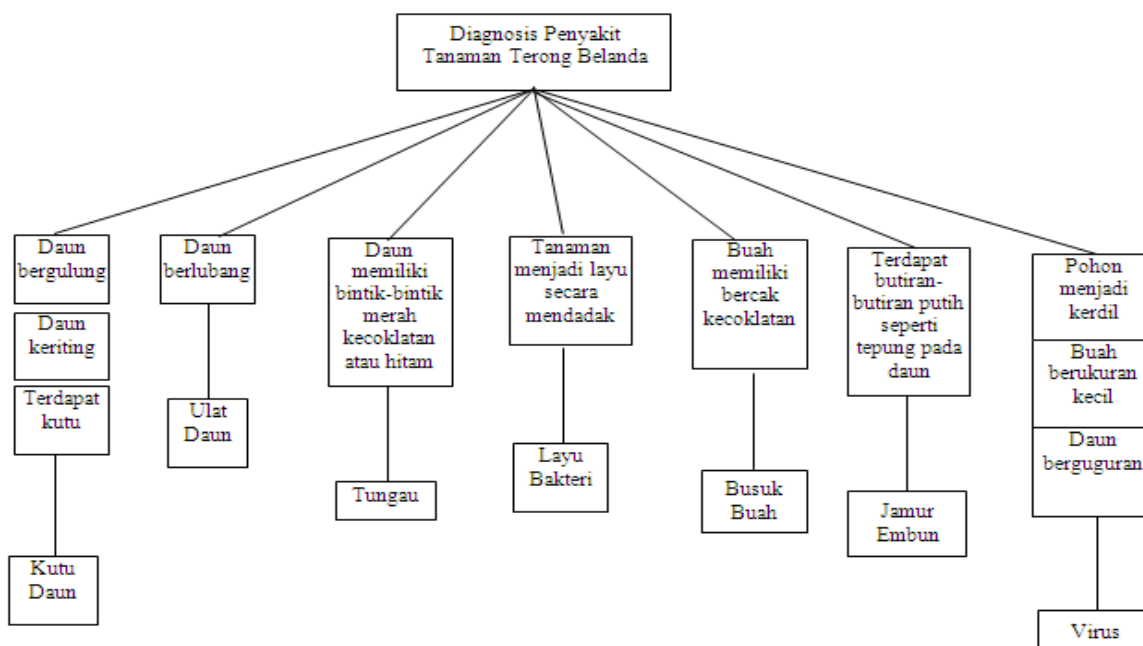 Diagnosis Penyakit
Tanaman Terong Belanda
Daun
bergulung
Daun
keriting
Terdapat
kutu
Kutu
Daun
Daun
berlubang
Ulat
Daun
Daun
memiliki
bintik-bintik
merah
kecoklatan
atau hitam
Tungau
Tanaman
menjadi layu
secara
mendadak
Layu
Bakteri
Buah
memiliki
bercak
kecoklatan
Busuk
Buah
Terdapat
butiran-
butiran putih
seperti
tepung pada
daun
Jamur
Embun
Pohon
menjadi
kerdil
Buah
berukuran
kecil
Daun
berguguran
Virus